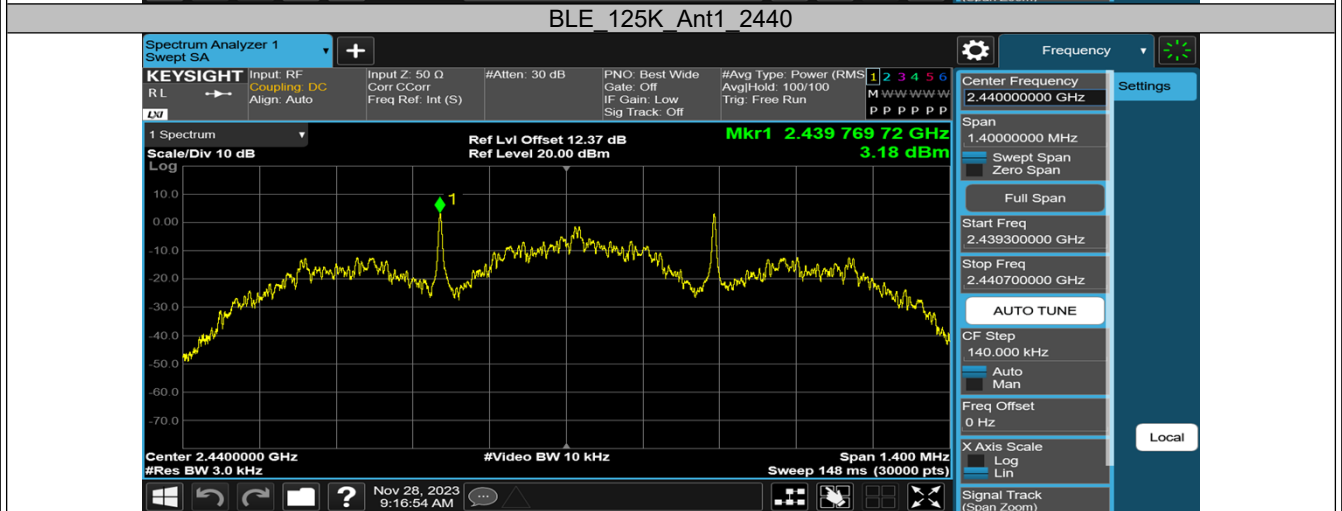 (Span Zoom)
BLE_125K_Ant1_2440
Spectrum Analyzer 1
Swept SA
+
Frequency
KEYSIGHT
RL
LXI
Input: RF
Coupling: DC
Align: Auto
Input Z: 50 Ω
Corr CCorr
Freq Ref: Int (S)
#Atten: 30 dB
PNO: Best Wide
Gate: Off
IF Gain: Low
Sig Track: Off
#Avg Type: Power (RMS
Avg|Hold: 100/100
Trig: Free Run
1 2 3 4 5 6
M W W W W W
P P P P P P
1 Spectrum
Scale/Div 10 dB
Log
Ref Lvl Offset 12.37 dB
Ref Level 20.00 dBm
Mkr1 2.439 769 72 GHz
3.18 dBm
1
10.0
0.00
-10.0
-20.0
-30.0
-40.0
-50.0
-60.0
-70.0
Center 2.4400000 GHz
#Res BW 3.0 kHz
#Video BW 10 kHz
Span 1.400 MHz
Sweep 148 ms (30000 pts)
?
Nov 28, 2023
9:16:54 AM
Center Frequency
2.440000000 GHz
Span
1.40000000 MHz
Swept Span
Zero Span
Full Span
Start Freq
2.439300000 GHz
Stop Freq
2.440700000 GHz
AUTO TUNE
CF Step
140.000 kHz
Auto
Man
Freq Offset
0 Hz
X Axis Scale
Log
Lin
Signal Track
(Span Zoom)
Settings
Local